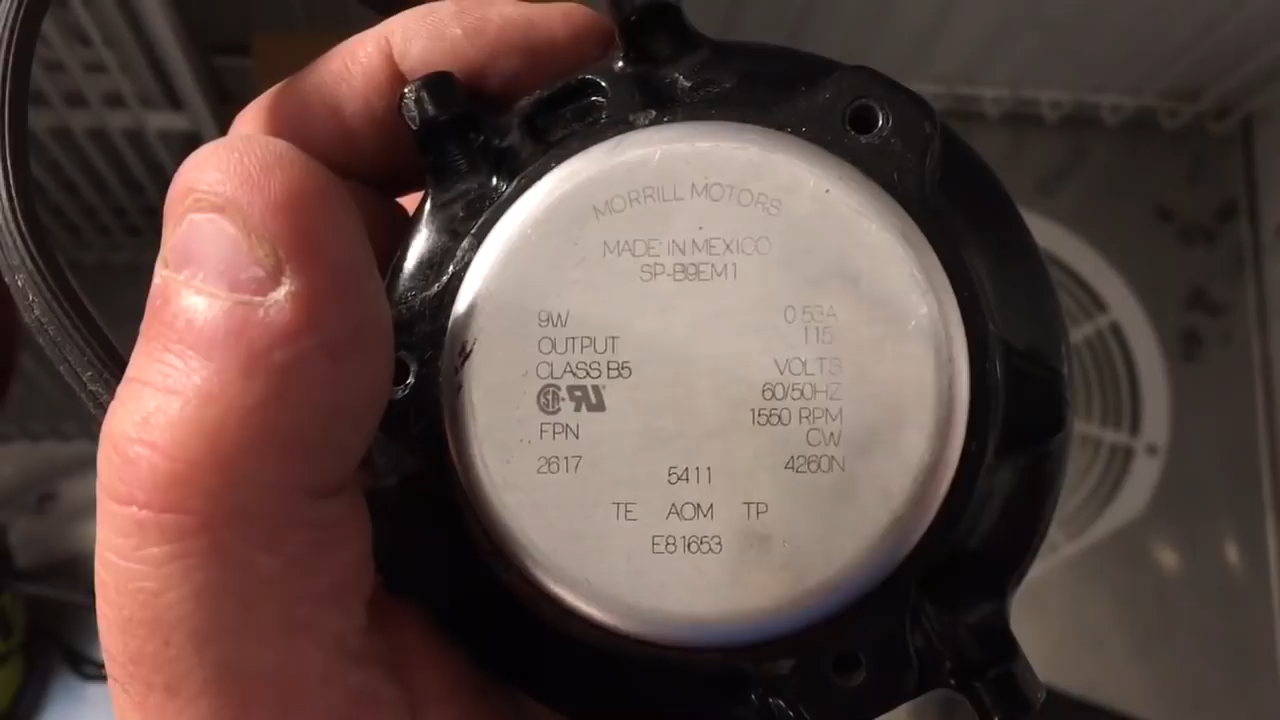 MORRILL MOTORS
MADE IN MEXICO
SP-B9EM1
9W
OUTPUT
CLASS B5
FPN
2617
0.53A
115
VOLTS
60/50HZ
1550 RPM
CW
4260N
5411
TE AOM TP
E81653